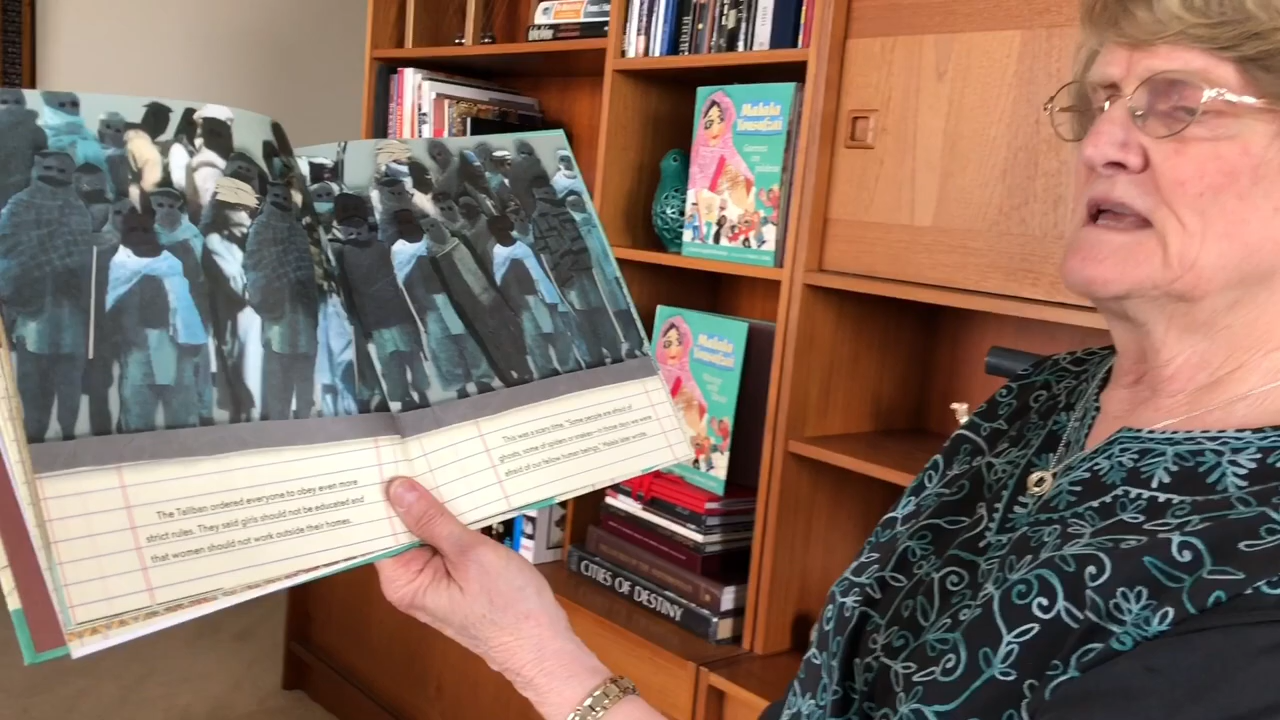 The Taliban ordered everyone to obey even more
strict rules. They said girls should not be educated and
that women should not work outside their homes.
This was a scary time. "Some people are afraid of
ghosts, some of spiders or snakes—in those days we were
afraid of our fellow human beings," Malala later wrote.
Malala
Yousafzai
Malala
Yousafzai
CITIES OF DESTINY